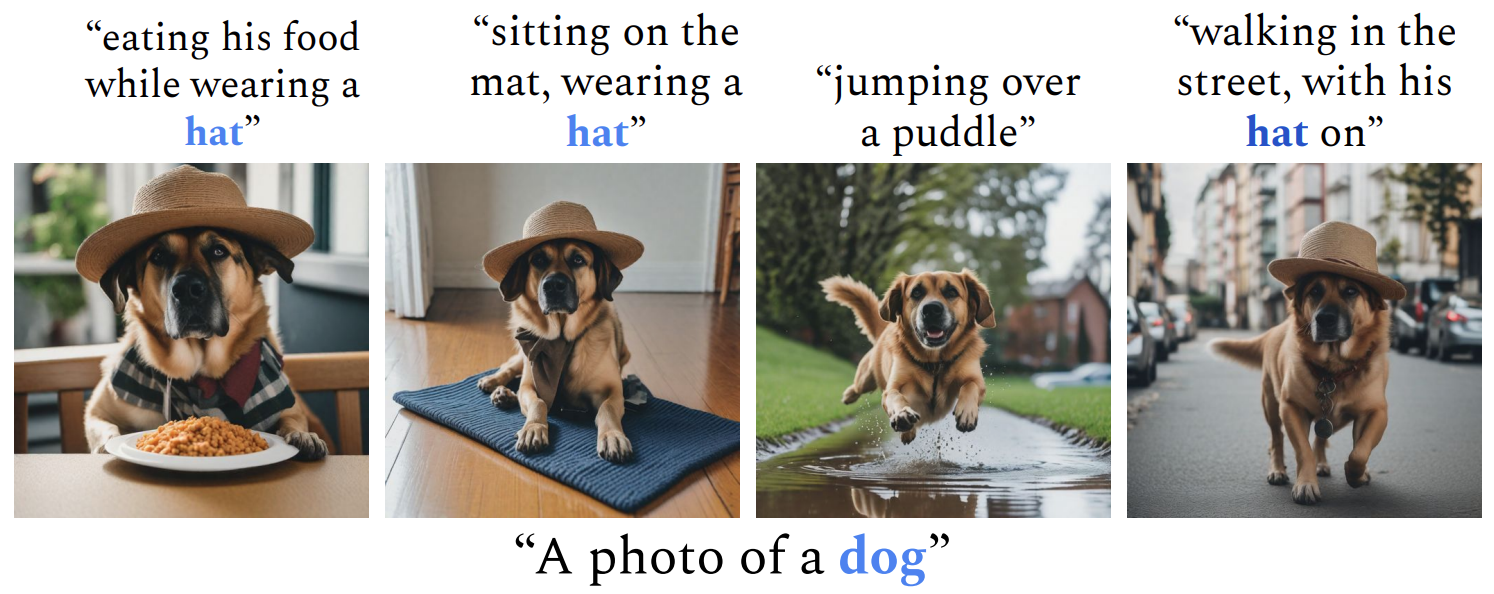 “eating his food
while wearing a
hat”
“sitting on the
mat, wearing a
hat”
“jumping over
a puddle”
“walking in the
street, with his
hat on”
“A photo of a dog”